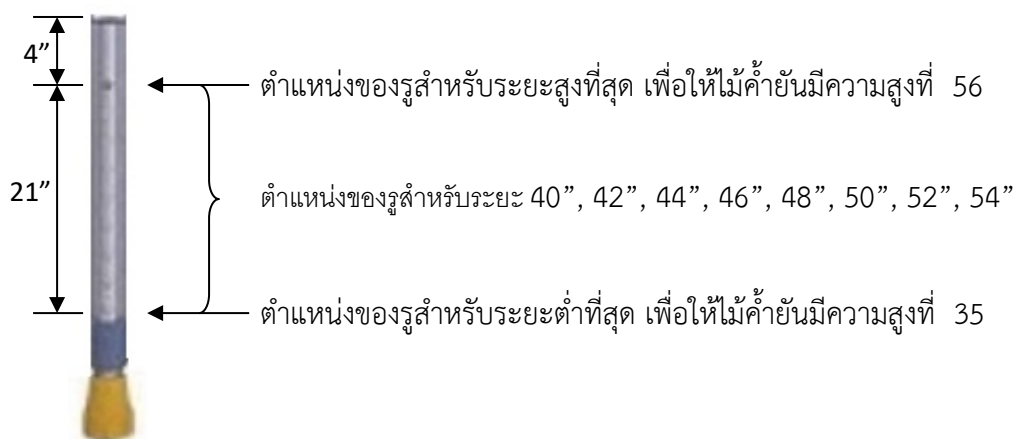 4”
ตำแหน่งของรูสำหรับระยะสูงที่สุด เพื่อให้ไม้ค้ำยันมีความสูงที่ 56
21”
ตำแหน่งของรูสำหรับระยะ 40”, 42”, 44”, 46”, 48”, 50”, 52”, 54”
ตำแหน่งของรูสำหรับระยะต่ำที่สุด เพื่อให้ไม้ค้ำยันมีความสูงที่ 35